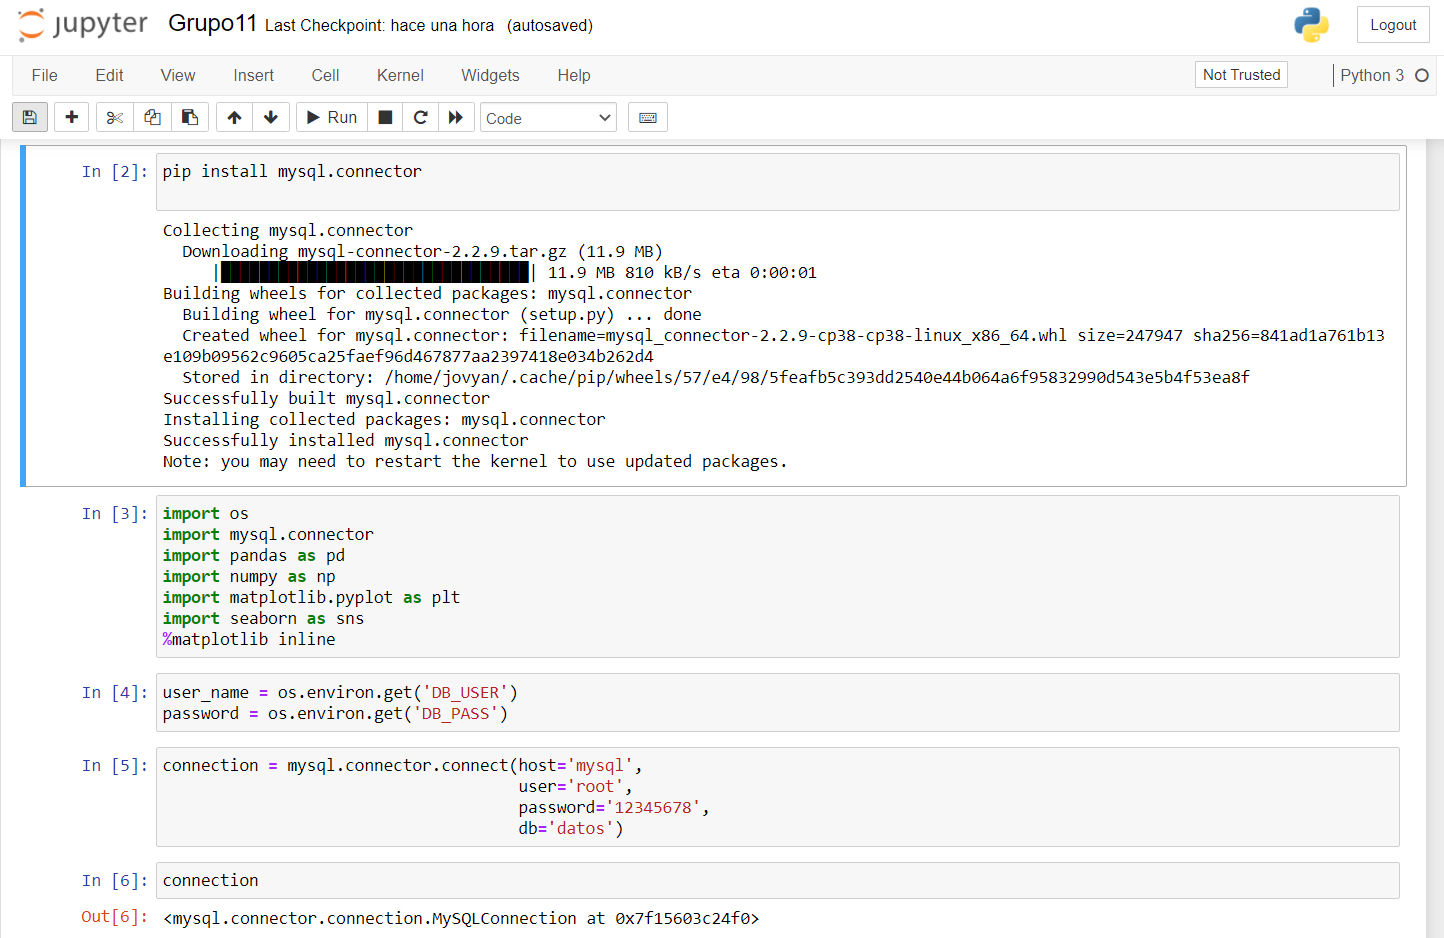 jupyter Grupo11 Last Checkpoint: hace una hora (autosaved) Logout
File Edit View Insert Cell Kernel Widgets Help Not Trusted Python 3
Run Code
In [2]: pip install mysql.connector
Collecting mysql.connector
Downloading mysql-connector-2.2.9.tar.gz (11.9 MB)
| | 11.9 MB 810 kB/s eta 0:00:01
Building wheels for collected packages: mysql.connector
Building wheel for mysql.connector (setup.py) ... done
Created wheel for mysql.connector: filename=mysql_connector-2.2.9-cp38-cp38-linux_x86_64.whl size=247947 sha256=841ad1a761b13
e109b09562c9605ca25faef96d467877aa2397418e034b262d4
Stored in directory: /home/jovyan/.cache/pip/wheels/57/e4/98/5feafb5c393dd2540e44b064a6f95832990d543e5b4f53ea8f
Successfully built mysql.connector
Installing collected packages: mysql.connector
Successfully installed mysql.connector
Note: you may need to restart the kernel to use updated packages.
In [3]: import os
import mysql.connector
import pandas as pd
import numpy as np
import matplotlib.pyplot as plt
import seaborn as sns
%matplotlib inline
In [4]: user_name = os.environ.get('DB_USER')
password = os.environ.get('DB_PASS')
In [5]: connection = mysql.connector.connect(host='mysql',
user='root',
password='12345678',
db='datos')
In [6]: connection
Out[6]: <mysql.connector.connection.MySQLConnection at 0x7f15603c24f0>